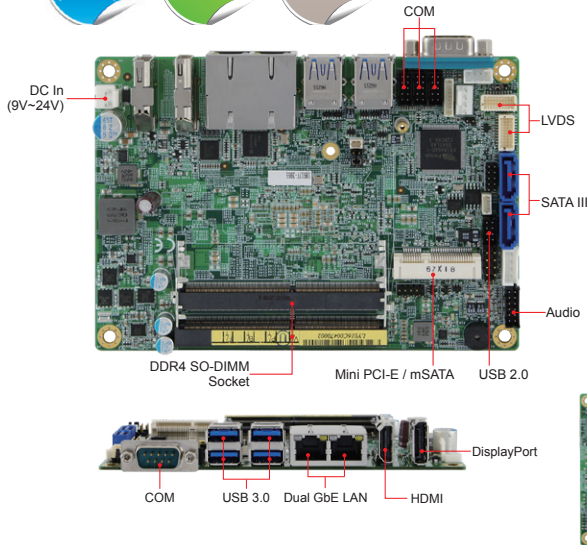 COM
DC In
(9V~24V)
LVDS
SATA III
Audio
DDR4 SO-DIMM
Socket
Mini PCI-E / mSATA
USB 2.0
DisplayPort
COM
USB 3.0
Dual GbE LAN
HDMI